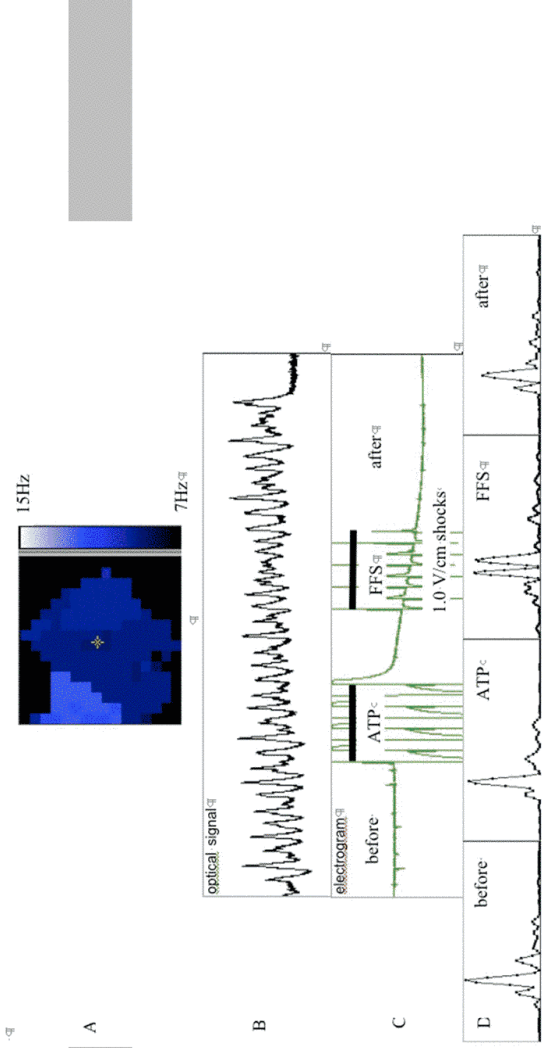 A
15Hz
7Hz
B
optical signal
C
electrogram
before
ATP
FFS
1.0 V/cm shocks
after
D
before
ATP
FFS
after